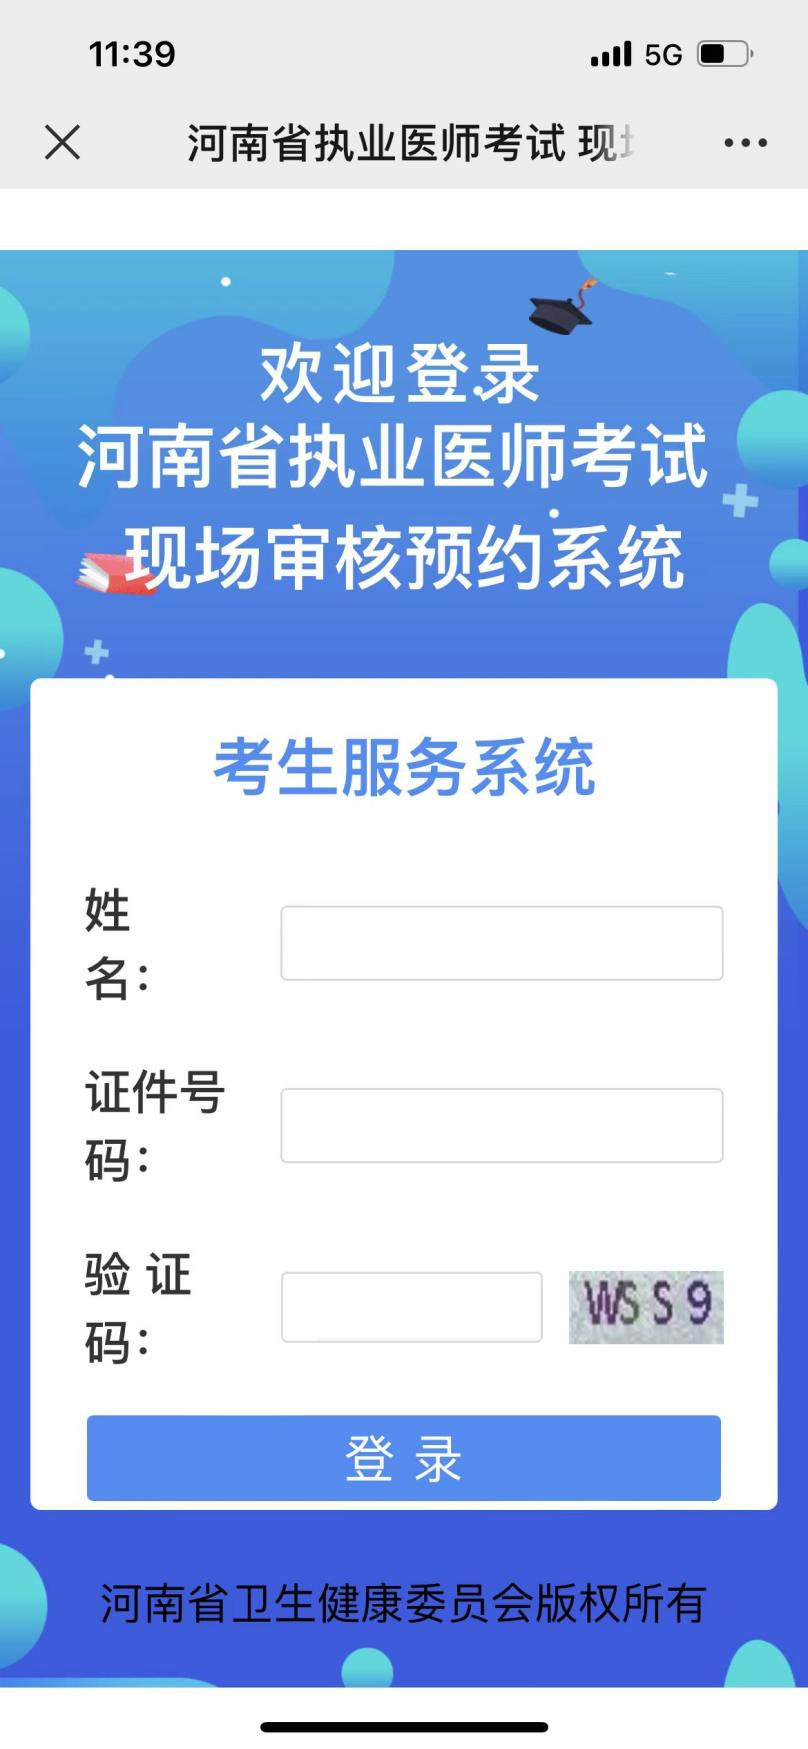 11:39
5G
河南省执业医师考试 现
欢迎登录
河南省执业医师考试
现场审核预约系统
考生服务系统
姓
名：
证件号
码：
验 证
码：
WSS9
登 录
河南省卫生健康委员会版权所有